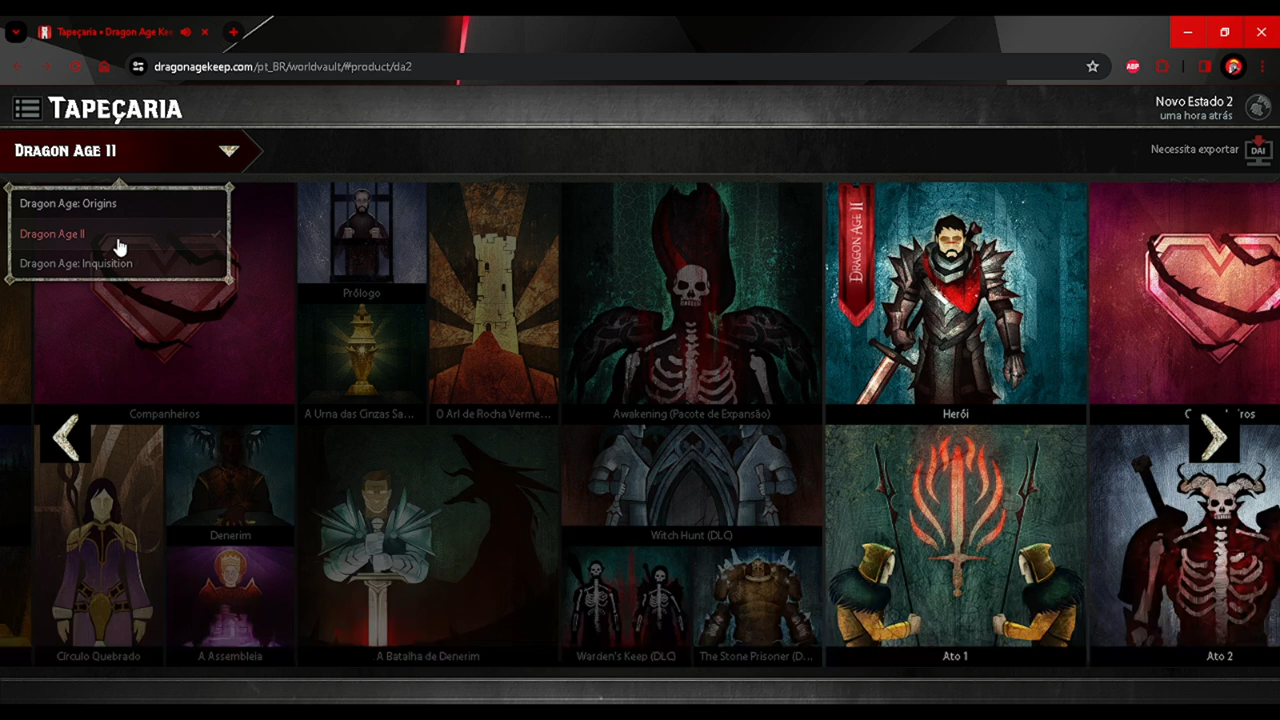 Tapeçaria • Dragon Age Kee
dragonagekeep.com/pt_BR/worldvault/#product/da2
ABP
TAPEÇARIA
Novo Estado 2
uma hora atrás
DRAGON AGE II
Necessita exportar
DAI
Dragon Age: Origins
Dragon Age II
Dragon Age: Inquisition
DRAGON AGE II
Prólogo
Companheiros
A Urna das Cinzas Sa...
O Arl de Rocha Verme...
Awakening (Pacote de Expansão)
Herói
Denerim
Witch Hunt (DLC)
Círculo Quebrado
A Assembleia
A Batalha de Denerim
Warden's Keep (DLC)
The Stone Prisoner (D...
Ato 1
Ato 2